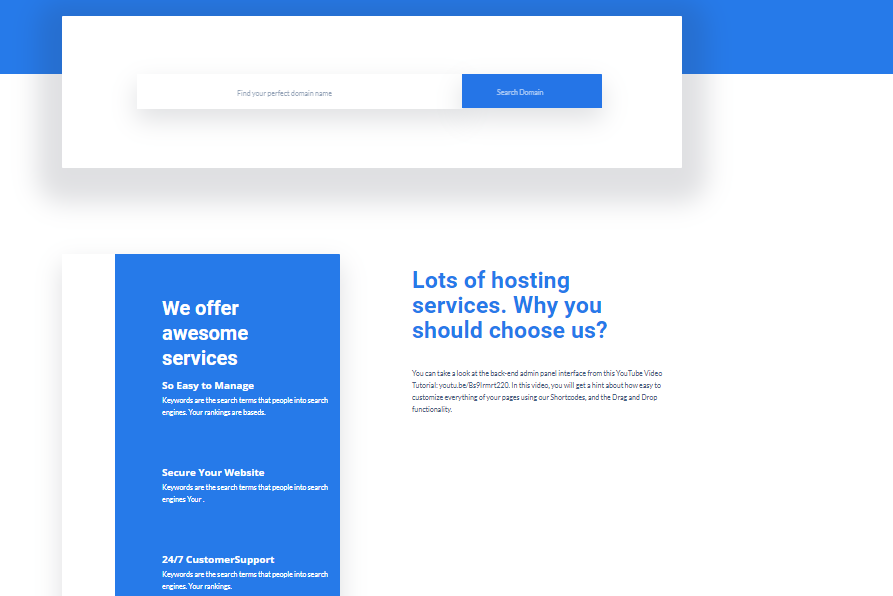 Find your perfect domain name
Search Domain
We offer
awesome
services
So Easy to Manage
Keywords are the search terms that people into search
engines. Your rankings are baseds.
Secure Your Website
Keywords are the search terms that people into search
engines Your .
24/7 CustomerSupport
Keywords are the search terms that people into search
engines. Your rankings.
Lots of hosting
services. Why you
should choose us?
You can take a look at the back-end admin panel interface from this YouTube Video
Tutorial: youtu.be/Bs9Irmrt220. In this video, you will get a hint about how easy to
customize everything of your pages using our Shortcodes, and the Drag and Drop
functionality.